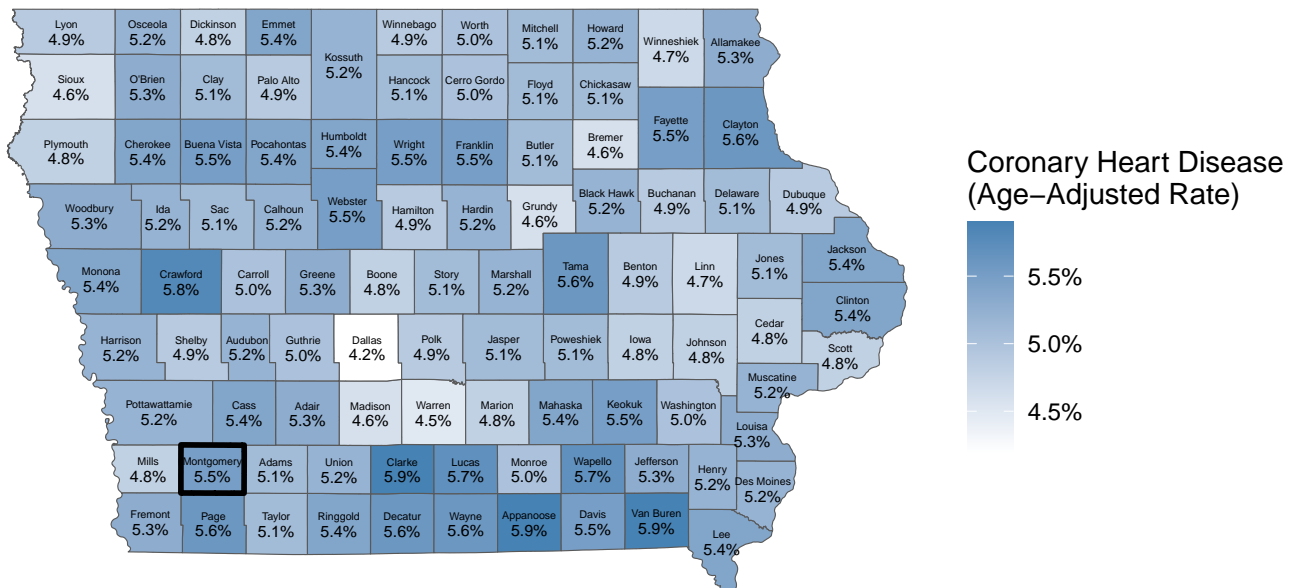 Lyon
4.9%
Osceola
5.2%
Dickinson
4.8%
Emmet
5.4%
Kossuth
5.2%
Winnebago
4.9%
Worth
5.0%
Mitchell
5.1%
Howard
5.2%
Winneshiek
4.7%
Allamakee
5.3%
Sioux
4.6%
O'Brien
5.3%
Clay
5.1%
Palo Alto
4.9%
Hancock
5.1%
Cerro Gordo
5.0%
Floyd
5.1%
Chickasaw
5.1%
Plymouth
4.8%
Cherokee
5.4%
Buena Vista
5.5%
Pocahontas
5.4%
Humboldt
5.4%
Wright
5.5%
Franklin
5.5%
Butler
5.1%
Bremer
4.6%
Fayette
5.5%
Clayton
5.6%
Coronary Heart Disease
(Age−Adjusted Rate)
5.5%
5.0%
4.5%
Woodbury
5.3%
Ida
5.2%
Sac
5.1%
Calhoun
5.2%
Webster
5.5%
Hamilton
4.9%
Hardin
5.2%
Grundy
4.6%
Black Hawk
5.2%
Buchanan
4.9%
Delaware
5.1%
Dubuque
4.9%
Monona
5.4%
Crawford
5.8%
Carroll
5.0%
Greene
5.3%
Boone
4.8%
Story
5.1%
Marshall
5.2%
Tama
5.6%
Benton
4.9%
Linn
4.7%
Jones
5.1%
Jackson
5.4%
Clinton
5.4%
Harrison
5.2%
Shelby
4.9%
Audubon
5.2%
Guthrie
5.0%
Dallas
4.2%
Polk
4.9%
Jasper
5.1%
Poweshiek
5.1%
Iowa
4.8%
Johnson
4.8%
Cedar
4.8%
Scott
4.8%
Muscatine
5.2%
Pottawattamie
5.2%
Cass
5.4%
Adair
5.3%
Madison
4.6%
Warren
4.5%
Marion
4.8%
Mahaska
5.4%
Keokuk
5.5%
Washington
5.0%
Louisa
5.3%
Mills
4.8%
Montgomery
5.5%
Adams
5.1%
Union
5.2%
Clarke
5.9%
Lucas
5.7%
Monroe
5.0%
Wapello
5.7%
Jefferson
5.3%
Henry
5.2%
Des Moines
5.2%
Fremont
5.3%
Page
5.6%
Taylor
5.1%
Ringgold
5.4%
Decatur
5.6%
Wayne
5.6%
Appanoose
5.9%
Davis
5.5%
Van Buren
5.9%
Lee
5.4%